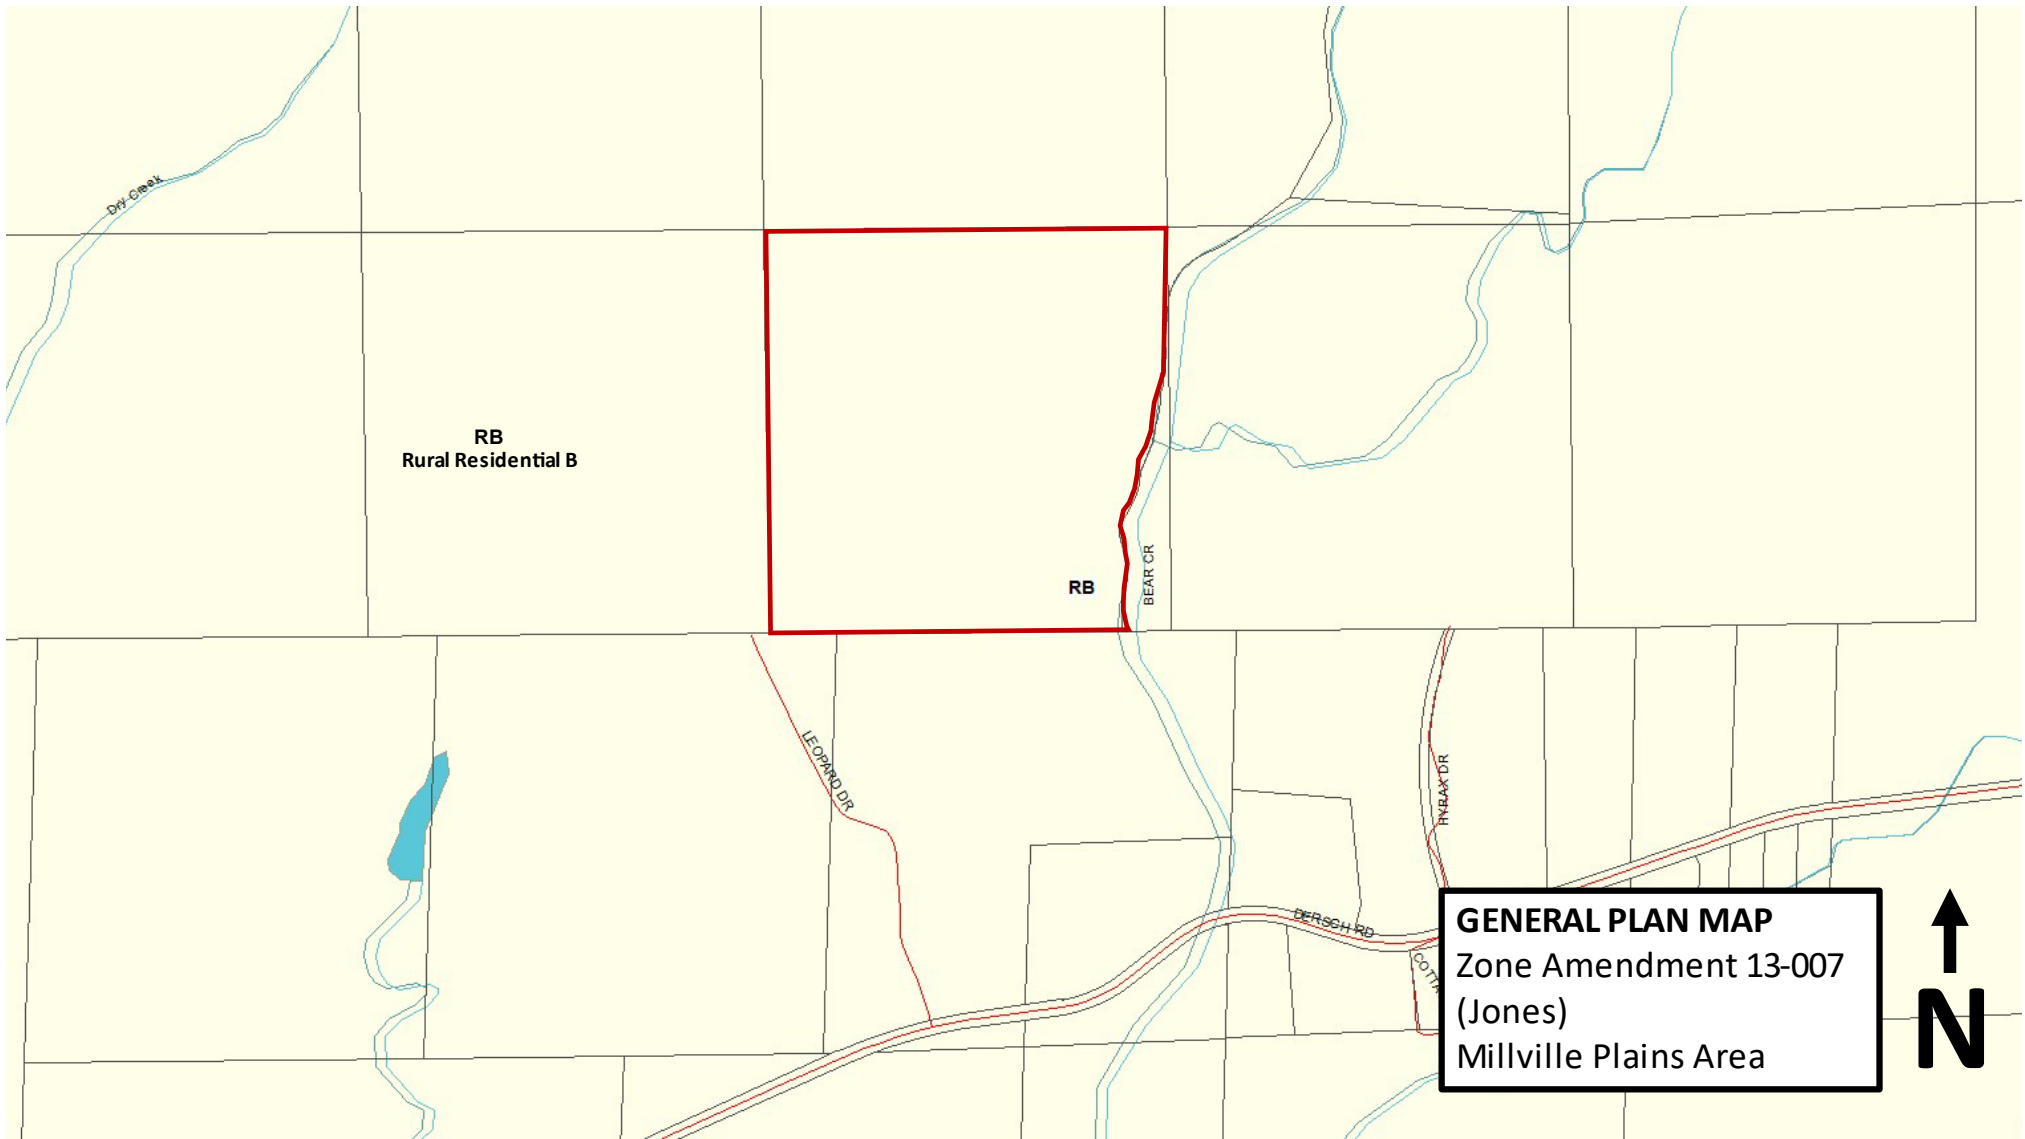 Dry Creek
RB
Rural Residential B
RB
BEAR CR
LEOPARD DR
HYRAX DR
DERSCH RD
COTTA
GENERAL PLAN MAP
Zone Amendment 13-007
(Jones)
Millville Plains Area
N